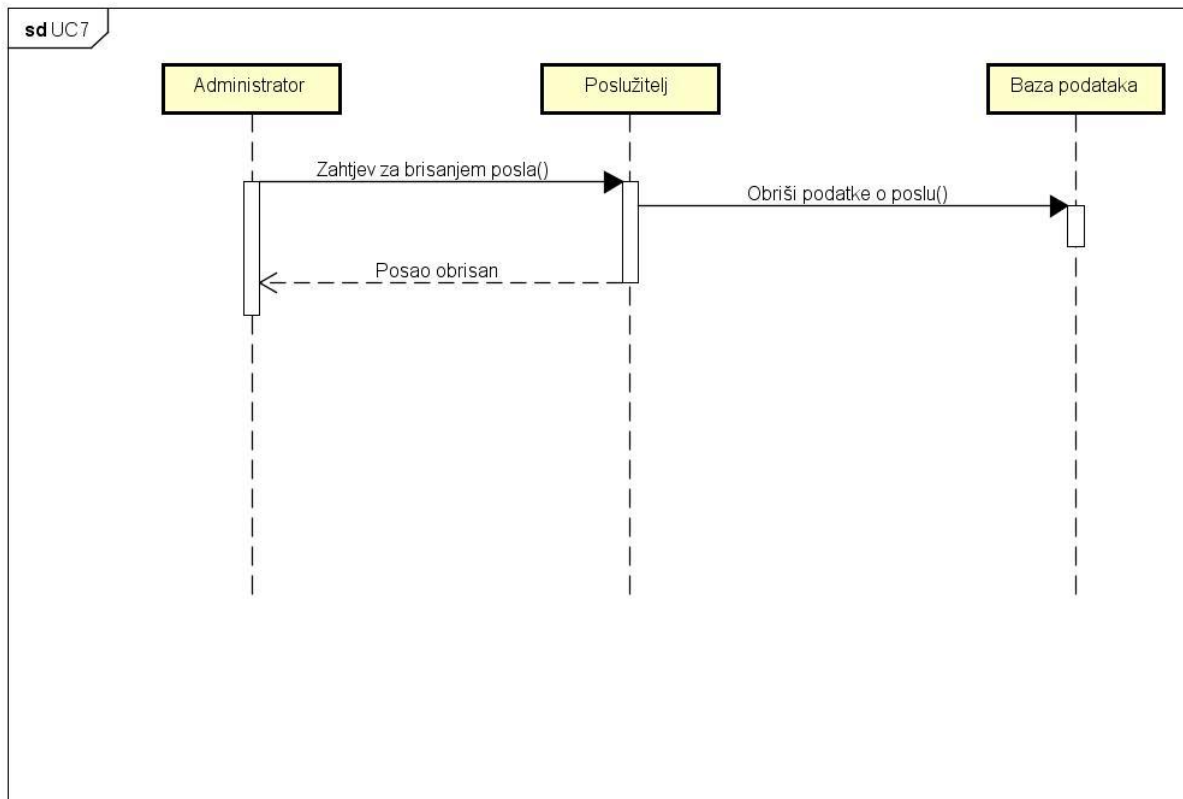 sd UC7
Administrator
Poslužitelj
Baza podataka
Zahtjev za brisanjem posla()
Obriši podatke o poslu()
Posao obrisan